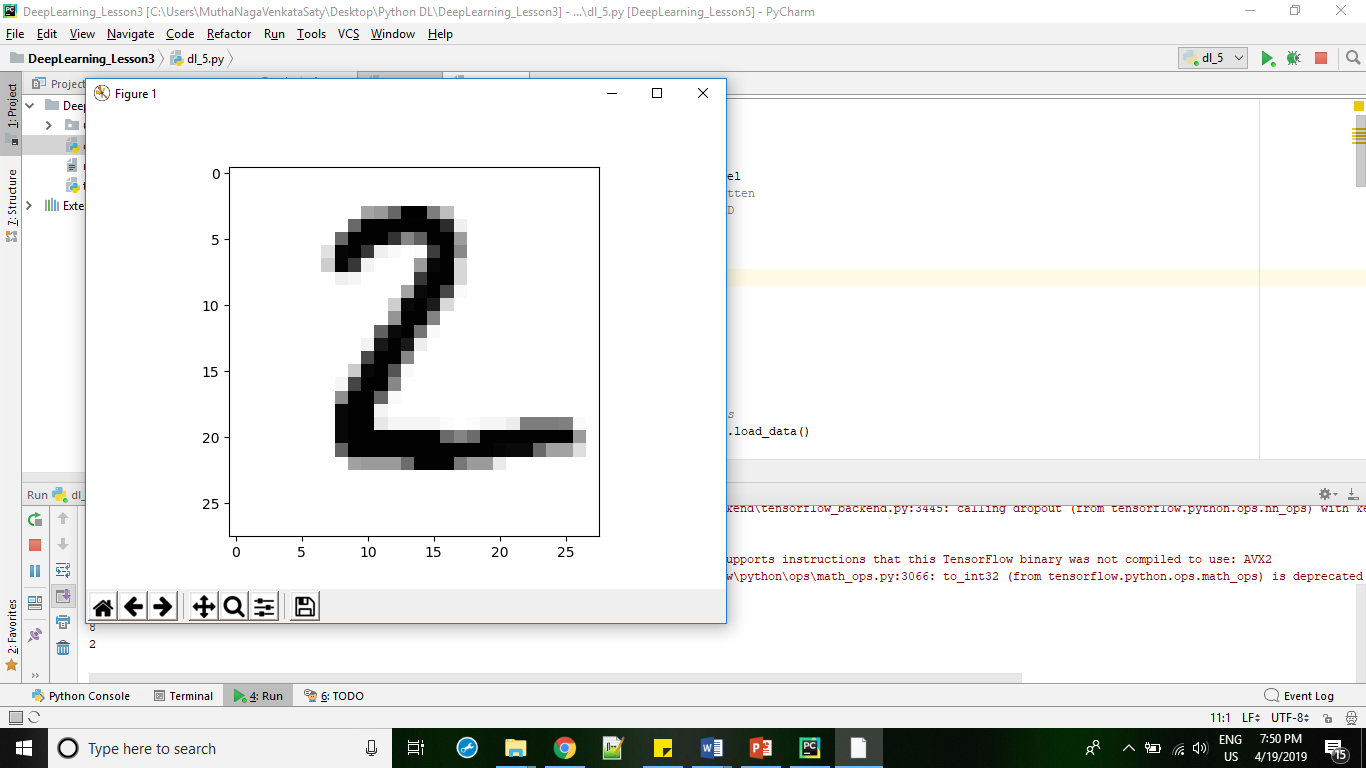 DeepLearning_Lesson3 [C:\Users\MuthaNagaVenkataSaty\Desktop\Python DL\DeepLearning_Lesson3] - ...\dl_5.py [DeepLearning_Lesson5] - PyCharm
File Edit View Navigate Code Refactor Run Tools VCS Window Help
DeepLearning_Lesson3 dl_5.py dl_5
1: Project
Project
Figure 1
Deep
Exte
7: Structure
el
tten
D
s
.load_data()
0
5
10
15
20
25
0 5 10 15 20 25
2
Run dl_
kend\tensorflow_backend.py:3445: calling dropout (from tensorflow.python.ops.nn_ops) with ke
upports instructions that this TensorFlow binary was not compiled to use: AVX2
w\python\ops\math_ops.py:3066: to_int32 (from tensorflow.python.ops.math_ops) is deprecated
8
2
2: Favorites
Python Console Terminal 4: Run 6: TODO Event Log
11:1 LF UTF-8
Type here to search
ENG
US
7:50 PM
4/19/2019
15